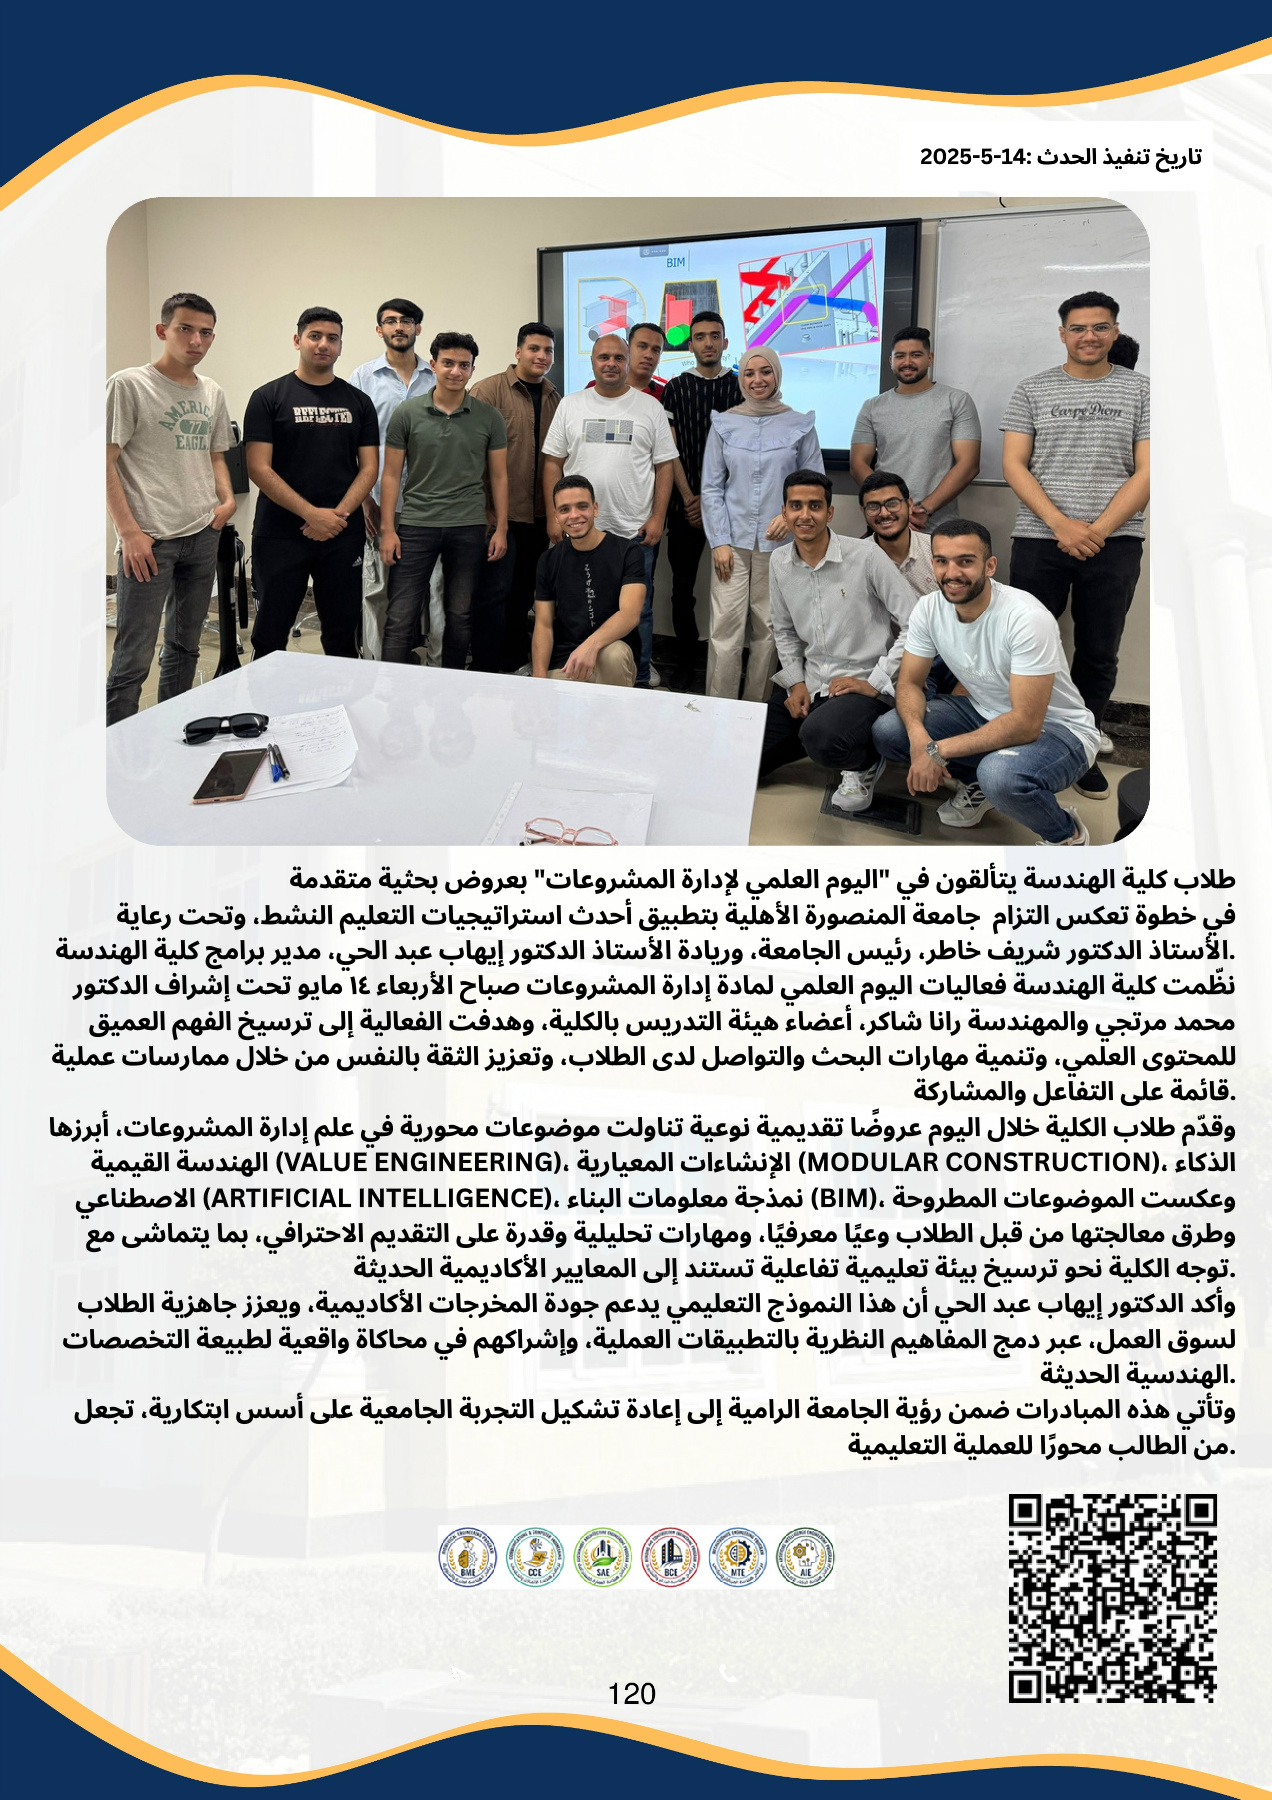 تاريخ تنفيذ الحدث :14-5-2025
BIM
AMERICAN
77
EAGLE
REFLECTED
Carpe Diem
طلاب كلية الهندسة يتألقون في "اليوم العلمي لإدارة المشروعات" بعروض بحثية متقدمة
في خطوة تعكس التزام جامعة المنصورة الأهلية بتطبيق أحدث استراتيجيات التعليم النشط، وتحت رعاية
.الأستاذ الدكتور شريف خاطر، رئيس الجامعة، وريادة الأستاذ الدكتور إيهاب عبد الحي، مدير برامج كلية الهندسة
نظّمت كلية الهندسة فعاليات اليوم العلمي لمادة إدارة المشروعات صباح الأربعاء ١٤ مايو تحت إشراف الدكتور
محمد مرتجي والمهندسة رانا شاكر، أعضاء هيئة التدريس بالكلية، وهدفت الفعالية إلى ترسيخ الفهم العميق
للمحتوى العلمي، وتنمية مهارات البحث والتواصل لدى الطلاب، وتعزيز الثقة بالنفس من خلال ممارسات عملية
.قائمة على التفاعل والمشاركة
وقدّم طلاب الكلية خلال اليوم عروضًا تقديمية نوعية تناولت موضوعات محورية في علم إدارة المشروعات، أبرزها
الهندسة القيمية (VALUE ENGINEERING)، الإنشاءات المعيارية (MODULAR CONSTRUCTION)، الذكاء
الاصطناعي (ARTIFICIAL INTELLIGENCE)، نمذجة معلومات البناء (BIM)، وعكست الموضوعات المطروحة
وطرق معالجتها من قبل الطلاب وعيًا معرفيًا، ومهارات تحليلية وقدرة على التقديم الاحترافي، بما يتماشى مع
.توجه الكلية نحو ترسيخ بيئة تعليمية تفاعلية تستند إلى المعايير الأكاديمية الحديثة
وأكد الدكتور إيهاب عبد الحي أن هذا النموذج التعليمي يدعم جودة المخرجات الأكاديمية، ويعزز جاهزية الطلاب
لسوق العمل، عبر دمج المفاهيم النظرية بالتطبيقات العملية، وإشراكهم في محاكاة واقعية لطبيعة التخصصات
.الهندسية الحديثة
وتأتي هذه المبادرات ضمن رؤية الجامعة الرامية إلى إعادة تشكيل التجربة الجامعية على أسس ابتكارية، تجعل
.من الطالب محورًا للعملية التعليمية
BME CCE SAE BCE MTE AIE
120